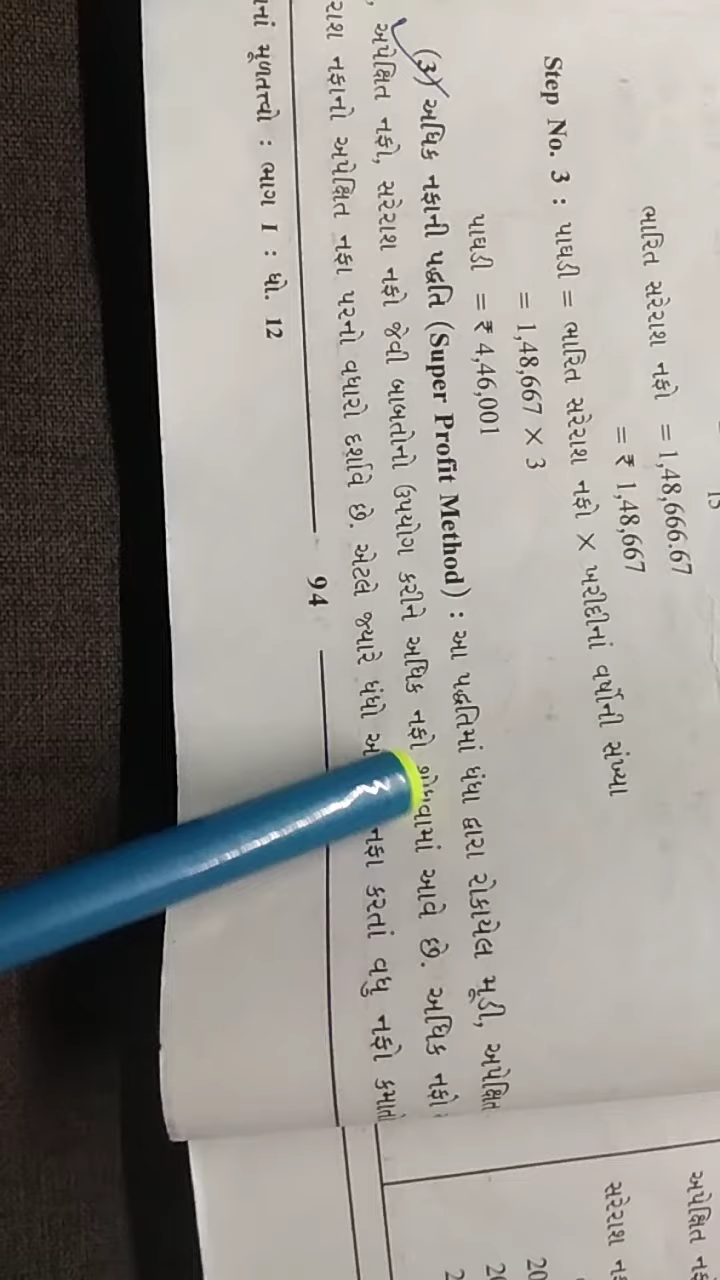 15
ભારિત સરેરાશ નફો = 1,48,666.67
= ₹ 1,48,667
Step No. 3 : પાઘડી = ભારિત સરેરાશ નફો × ખરીદીનાં વર્ષોની સંખ્યા
= 1,48,667 × 3
પાઘડી = ₹ 4,46,001
(3) અધિક નફાની પદ્ધતિ (Super Profit Method) : આ પદ્ધતિમાં ધંધા દ્વારા રોકાયેલ મૂડી, અપેક્ષિત
અપેક્ષિત નફો, સરેરાશ નફો જેવી બાબતોનો ઉપયોગ કરીને અધિક નફો શોધવામાં આવે છે. અધિક નફો
નફાનો અપેક્ષિત નફા પરનો વધારો દર્શાવે છે. એટલે જ્યારે ધંધો નફા કરતાં વધુ નફો કમાતો
94
મૂળતત્ત્વો : ભાગ I : ધો. 12
અપેક્ષિત
સરેરાશ